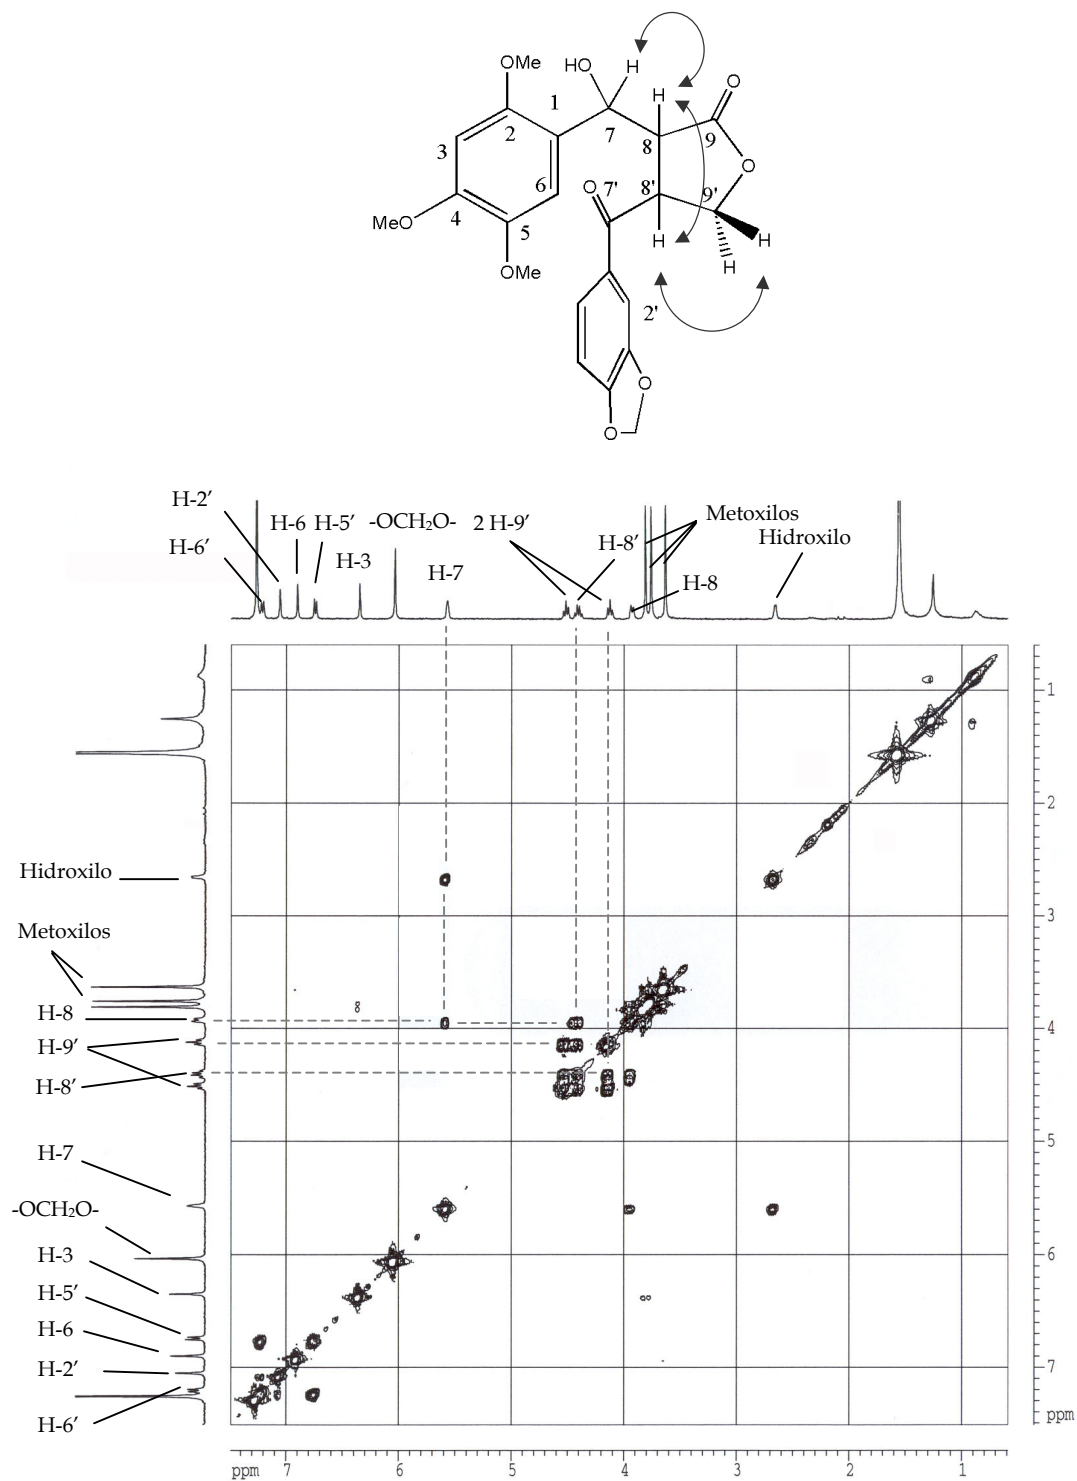 OMe
HO
H
O
H
1
2
7
8
9
3
O
6
O
7'
8'
9'
4
MeO
5
H
H
H
OMe
2'
O
O
H-2′
H-6 H-5′ -OCH₂O- 2 H-9′
Metoxilos
H-6′
H-3
H-7
H-8′
Hidroxilo
H-8
1
2
Hidroxilo
3
Metoxilos
H-8
4
H-9′
H-8′
5
H-7
-OCH₂O-
H-3
6
H-5′
H-6
H-2′
7
H-6′
ppm
ppm 7 6 5 4 3 2 1